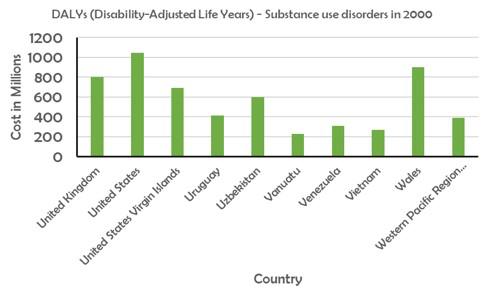 DALYs (Disability-Adjusted Life Years) - Substance use disorders in 2000
Cost in Millions
1200
1000
800
600
400
200
0
United Kingdom
United States
United States Virgin Islands
Uruguay
Uzbekistan
Vanuatu
Venezuela
Vietnam
Wales
Western Pacific Region...
Country